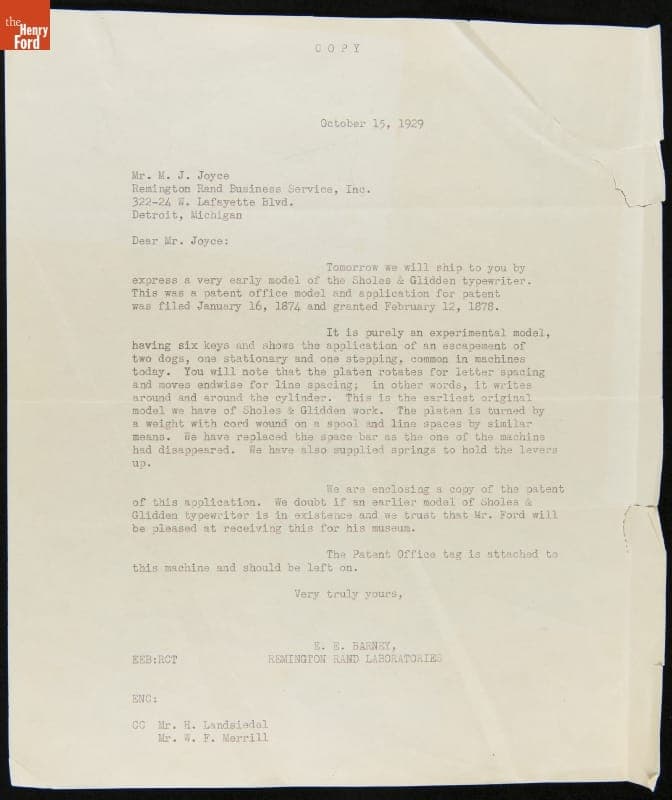 the
Henry
Ford
COPY
October 15, 1929
Mr. M. J. Joyce
Remington Rand Business Service, Inc.
322-24 W. Lafayette Blvd.
Detroit, Michigan
Dear Mr. Joyce:
Tomorrow we will ship to you by
express a very early model of the Sholes & Glidden typewriter.
This was a patent office model and application for patent
was filed January 16, 1874 and granted February 12, 1878.
It is purely an experimental model,
having six keys and shows the application of an escapement of
two dogs, one stationary and one stepping, common in machines
today. You will note that the platen rotates for letter spacing
and moves endwise for line spacing; in other words, it writes
around and around the cylinder. This is the earliest original
model we have of Sholes & Glidden work. The platen is turned by
a weight with cord wound on a spool and line spaces by similar
means. We have replaced the space bar as the one of the machine
had disappeared. We have also supplied springs to hold the levers
up.
We are enclosing a copy of the patent
of this application. We doubt if an earlier model of Sholes &
Glidden typewriter is in existence and we trust that Mr. Ford will
be pleased at receiving this for his museum.
The Patent Office tag is attached to
this machine and should be left on.
Very truly yours,
E. E. BARNEY,
EEB:RCT REMINGTON RAND LABORATORIES
ENC:
CC Mr. H. Landsiedel
Mr. W. F. Merrill